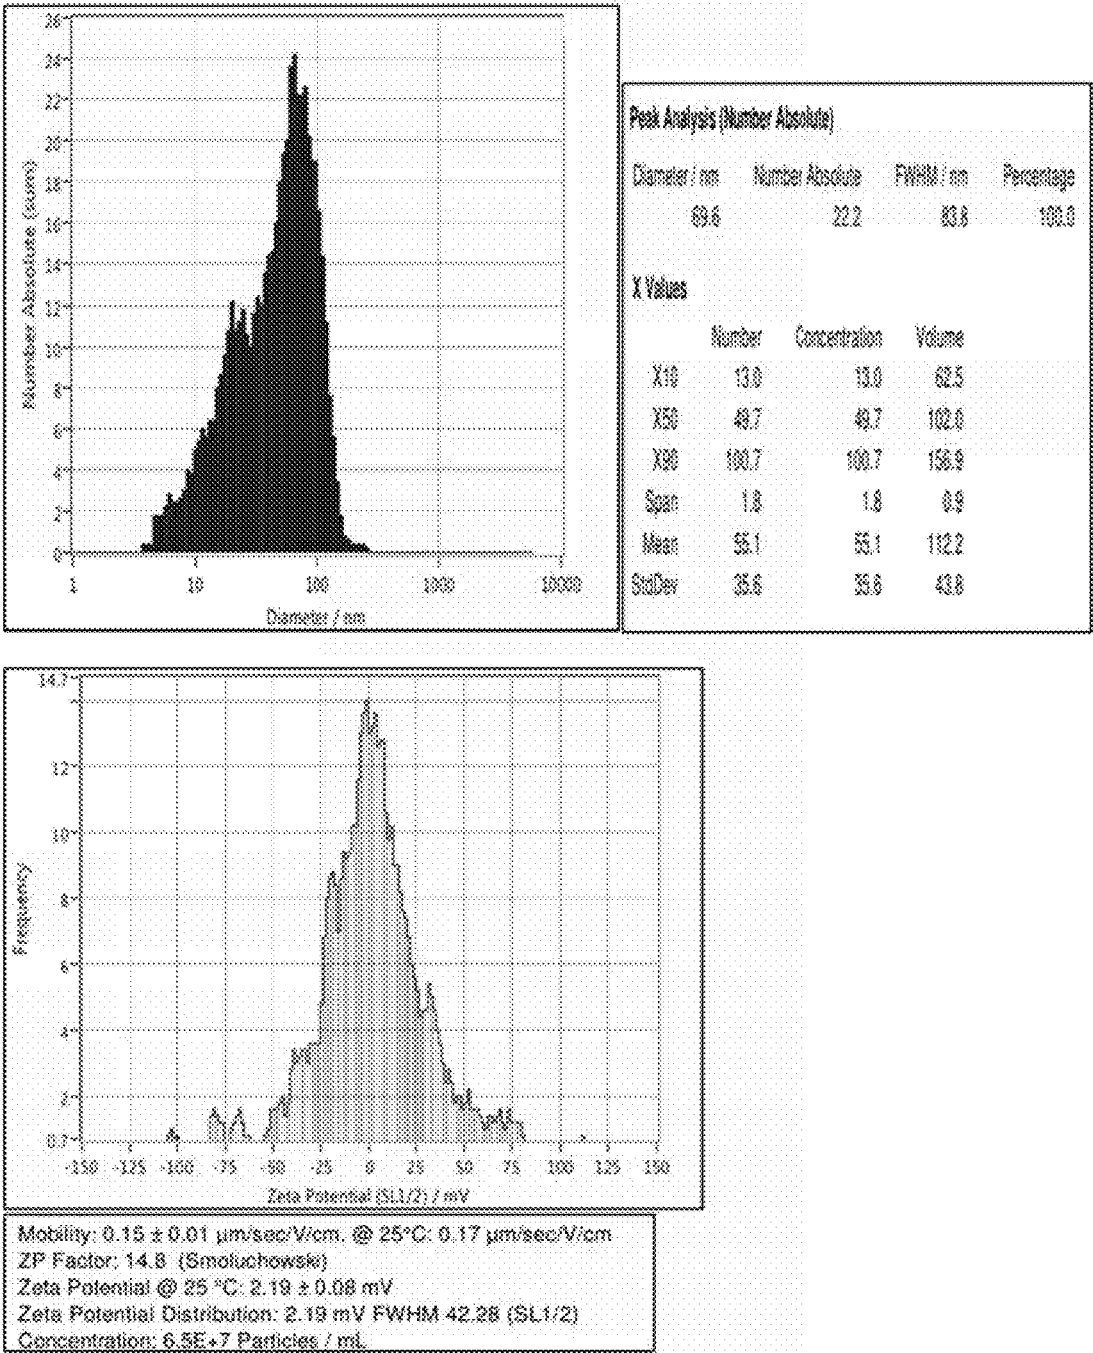 26
24
22
20
18
16
14
12
10
8
6
4
2
0
Number Absolute (sum)
1 10 100 1000 10000
Diameter / nm
Peak Analysis (Number Absolute)
Diameter / nm Number Absolute FWHM / nm Percentage
69.6 22.2 83.6 100.0
X Values
Number Concentration Volume
X10 13.0 13.0 62.5
X50 49.7 49.7 102.0
X90 100.7 100.7 156.9
Span 1.8 1.8 0.9
Mean 55.1 55.1 112.2
StdDev 35.6 35.6 43.8
14.7
12
10
8
6
4
2
0.7
Frequency
-150 -125 -100 -75 -50 -25 0 25 50 75 100 125 150
Zeta Potential (SL1/2) / mV
Mobility: 0.15 ± 0.01 µm/sec/V/cm. @ 25°C: 0.17 µm/sec/V/cm
ZP Factor: 14.8 (Smoluchowski)
Zeta Potential @ 25 °C: 2.19 ± 0.08 mV
Zeta Potential Distribution: 2.19 mV FWHM 42.28 (SL1/2)
Concentration: 6.5E+7 Particles / mL